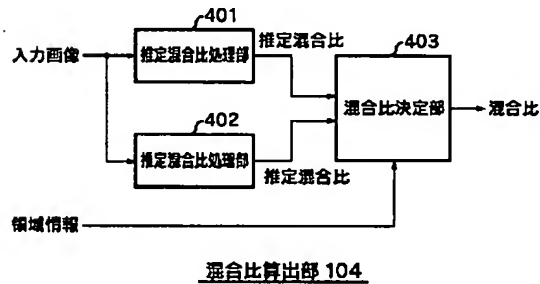 401
推定混合比
403
入力画像
推定混合比処理部
混合比決定部
混合比
402
推定混合比処理部
推定混合比
領域情報
混合比算出部 104